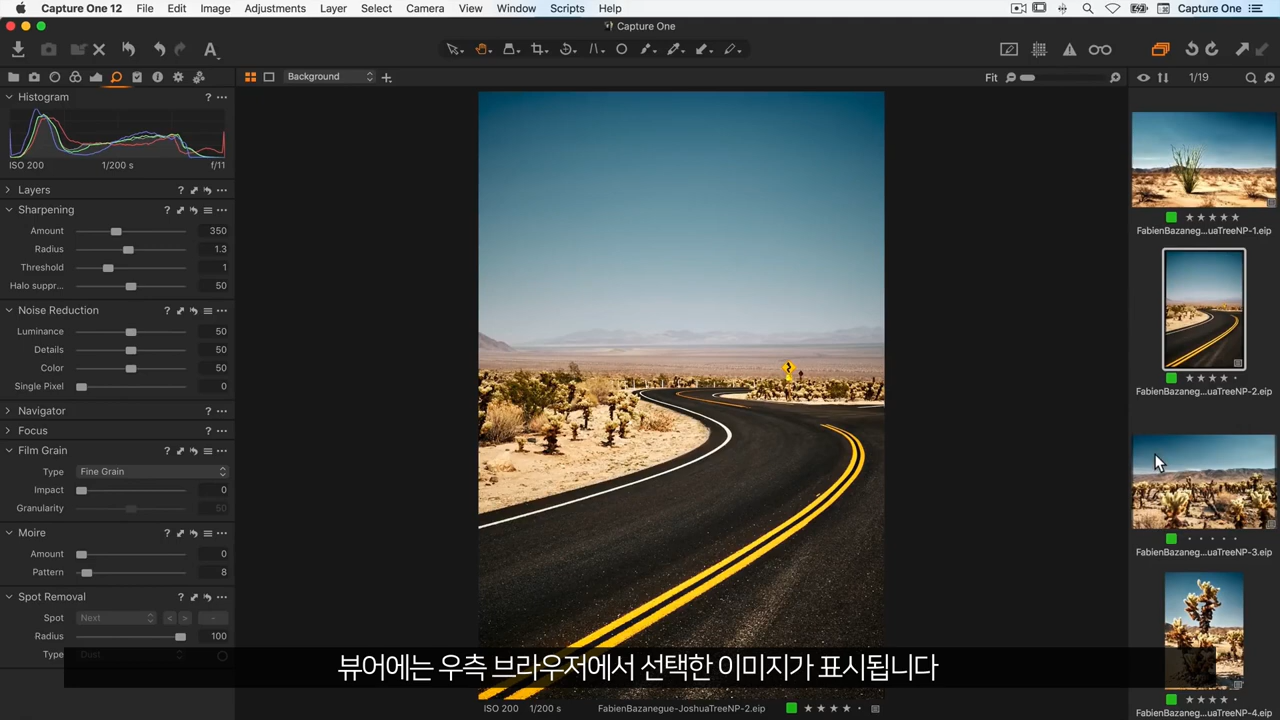 Capture One 12 File Edit Image Adjustments Layer Select Camera View Window Scripts Help Capture One
Capture One
Background Fit 1/19
Histogram
ISO 200 1/200 s f/11
Layers
Sharpening
Amount 350
Radius 1.3
Threshold 1
Halo suppr... 50
Noise Reduction
Luminance 50
Details 50
Color 50
Single Pixel 0
Navigator
Focus
Film Grain
Type Fine Grain
Impact 0
Granularity 50
Moire
Amount 0
Pattern 8
Spot Removal
Spot Next
Radius 100
Type Dust
FabienBazaneg...uaTreeNP-1.eip
FabienBazaneg...uaTreeNP-2.eip
FabienBazaneg...uaTreeNP-3.eip
FabienBazaneg...uaTreeNP-4.eip
뷰어에는 우측 브라우저에서 선택한 이미지가 표시됩니다
ISO 200 1/200 s FabienBazanegue-JoshuaTreeNP-2.eip